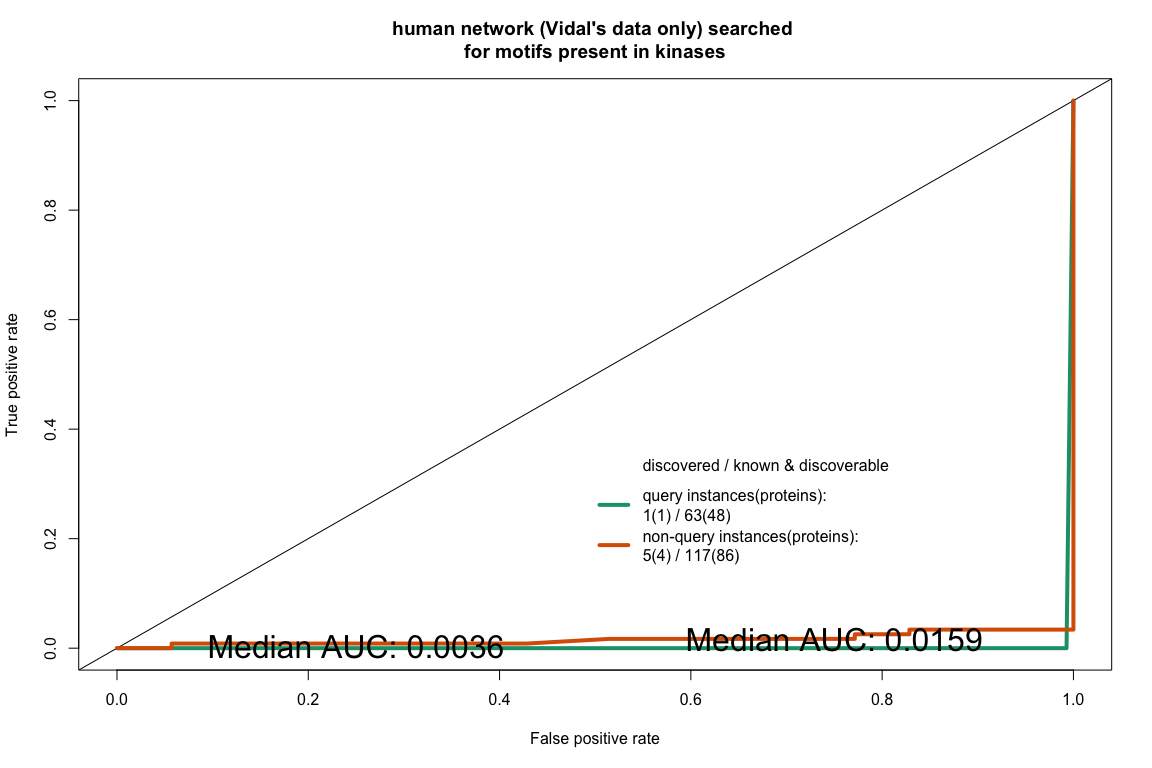 human network (Vidal's data only) searched
for motifs present in kinases
True positive rate
1.0
0.8
0.6
0.4
0.2
0.0
discovered / known & discoverable
query instances(proteins):
1(1) / 63(48)
non-query instances(proteins):
5(4) / 117(86)
Median AUC: 0.0036
Median AUC: 0.0159
0.0
0.2
0.4
0.6
0.8
1.0
False positive rate